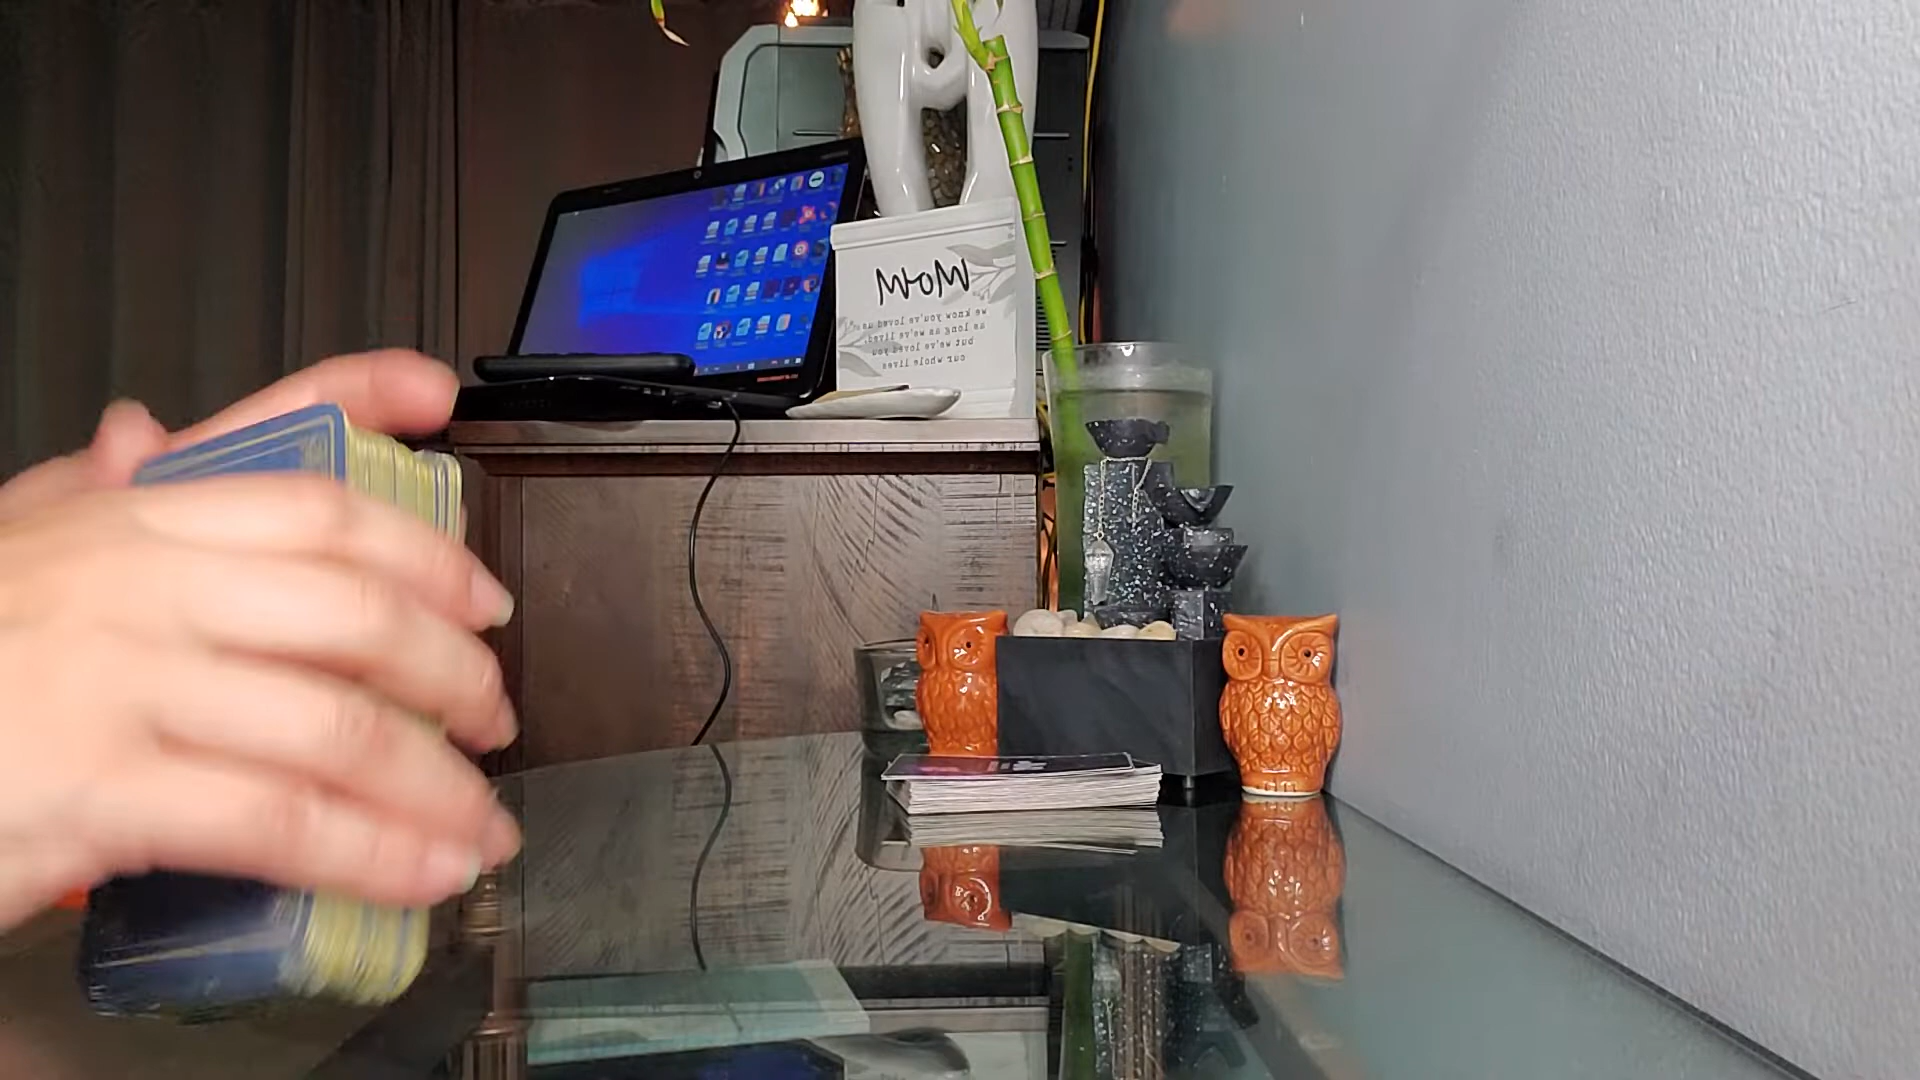 Mom
we know you've loved us
as long as we've lived,
but we've loved you
our whole lives